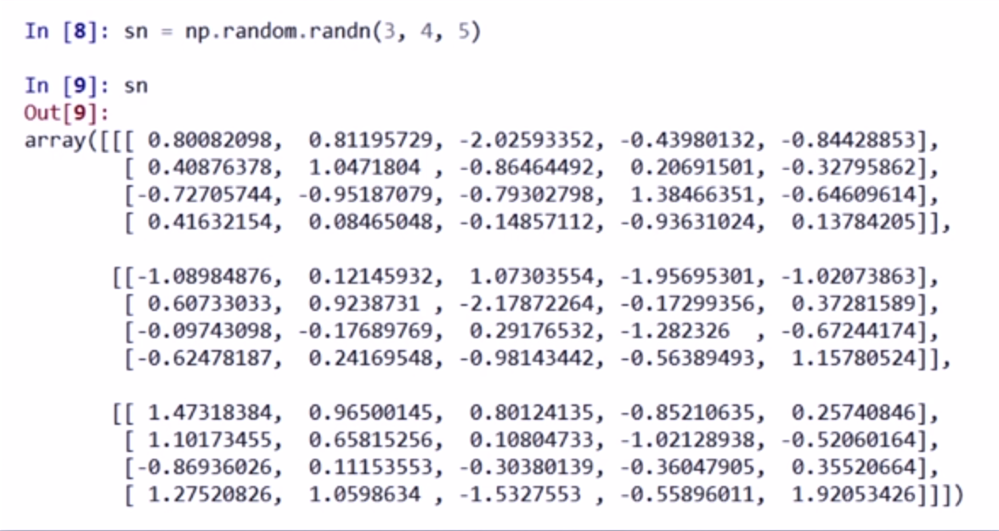 In [8]: sn = np.random.randn(3, 4, 5)
In [9]: sn
Out[9]:
array([[[ 0.80082098,  0.81195729, -2.02593352, -0.43980132, -0.84428853],
        [ 0.40876378,  1.0471804 , -0.86464492,  0.20691501, -0.32795862],
        [-0.72705744, -0.95187079, -0.79302798,  1.38466351, -0.64609614],
        [ 0.41632154,  0.08465048, -0.14857112, -0.93631024,  0.13784205]],
       [[-1.08984876,  0.12145932,  1.07303554, -1.95695301, -1.02073863],
        [ 0.60733033,  0.9238731 , -2.17872264, -0.17299356,  0.37281589],
        [-0.09743098, -0.17689769,  0.29176532, -1.282326  , -0.67244174],
        [-0.62478187,  0.24169548, -0.98143442, -0.56389493,  1.15780524]],
       [[ 1.47318384,  0.96500145,  0.80124135, -0.85210635,  0.25740846],
        [ 1.10173455,  0.65815256,  0.10804733, -1.02128938, -0.52060164],
        [-0.86936026,  0.11153553, -0.30380139, -0.36047905,  0.35520664],
        [ 1.27520826,  1.0598634 , -1.5327553 , -0.55896011,  1.92053426]]])